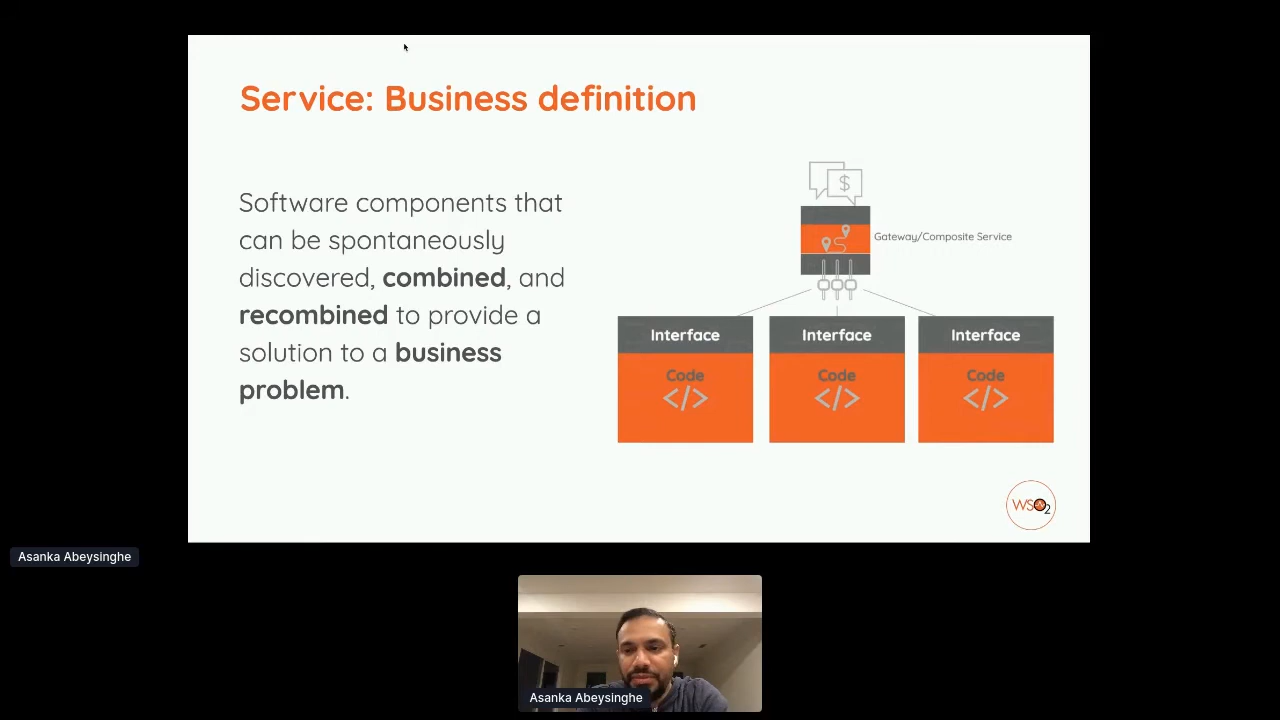 Service: Business definition
Software components that
can be spontaneously
discovered, combined, and
recombined to provide a
solution to a business
problem.
$
Gateway/Composite Service
Interface
Interface
Interface
Code
Code
Code
</>
</>
</>
WSO2
Asanka Abeysinghe
Asanka Abeysinghe